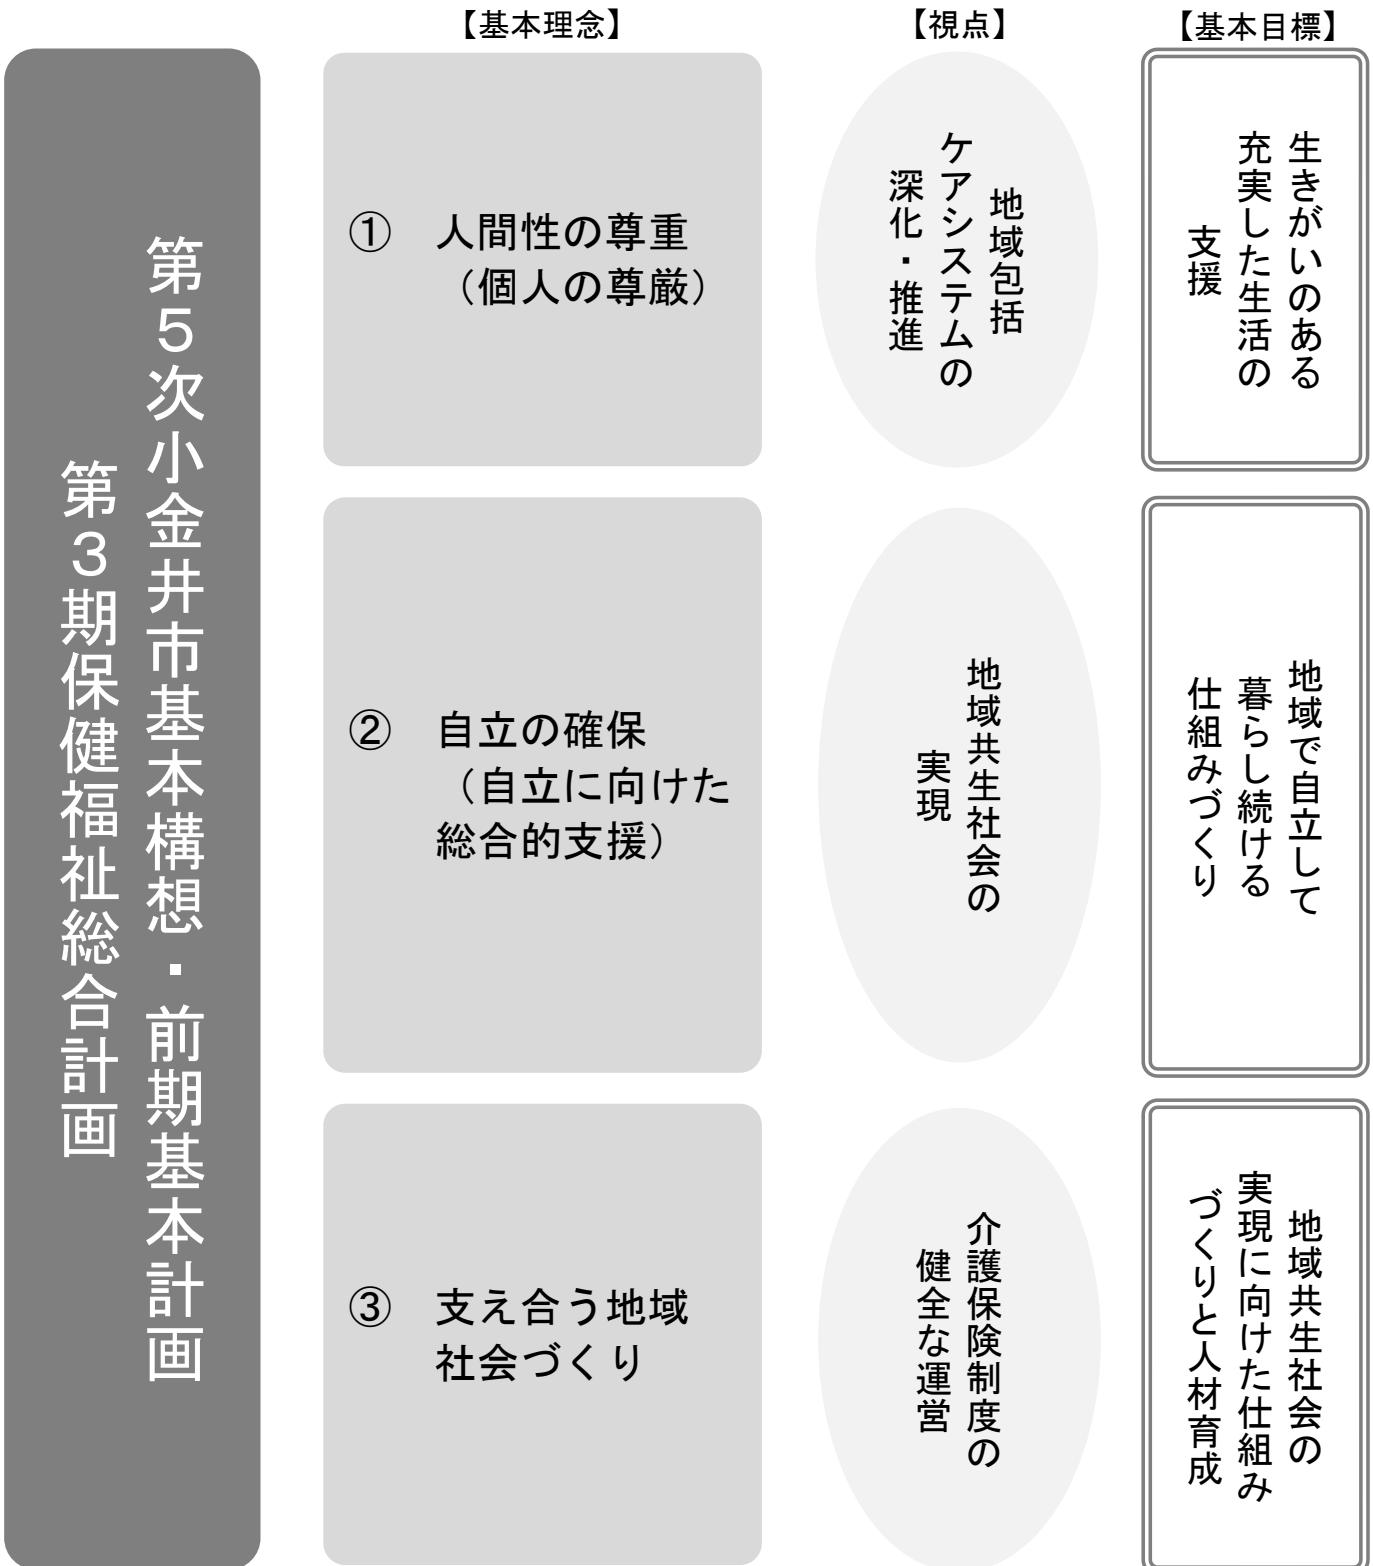 【基本理念】
【視点】
【基本目標】
第５次小金井市基本構想・前期基本計画
第３期保健福祉総合計画
① 人間性の尊重
（個人の尊厳）
地域包括
ケアシステムの
深化・推進
生きがいのある
充実した生活の
支援
② 自立の確保
（自立に向けた
総合的支援）
地域共生社会の
実現
地域で自立して
暮らし続ける
仕組みづくり
③ 支え合う地域
社会づくり
介護保険制度の
健全な運営
地域共生社会の
実現に向けた仕組み
づくりと人材育成